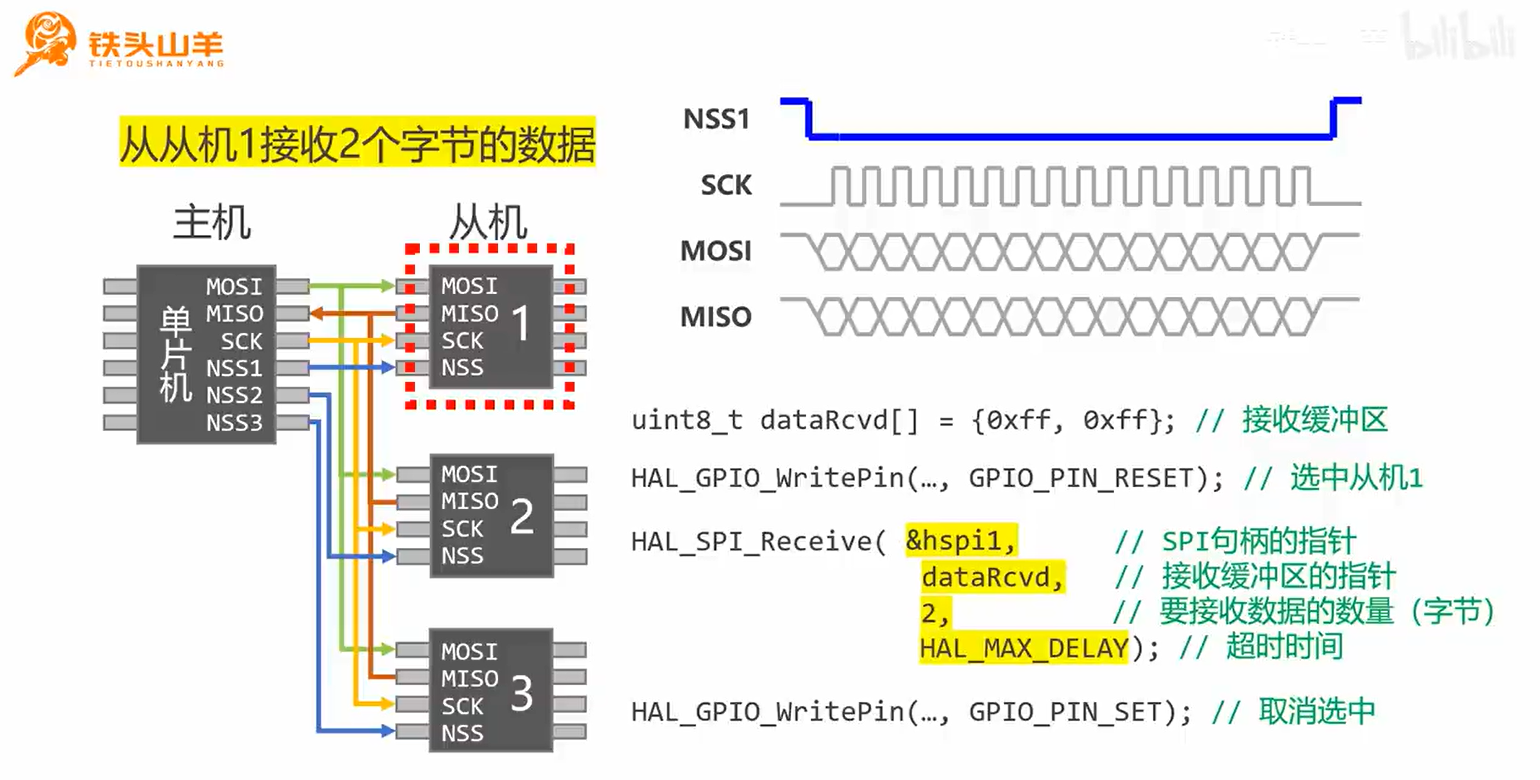 铁头山羊
TIETOUSHANYANG
bilibili
从从机1接收2个字节的数据
主机
从机
单片机
MOSI
MISO
SCK
NSS1
NSS2
NSS3
MOSI
MISO
SCK
NSS
1
MOSI
MISO
SCK
NSS
2
MOSI
MISO
SCK
NSS
3
NSS1
SCK
MOSI
MISO
uint8_t dataRcvd[] = {0xff, 0xff}; // 接收缓冲区
HAL_GPIO_WritePin(…, GPIO_PIN_RESET); // 选中从机1
HAL_SPI_Receive( &hspi1, // SPI句柄的指针
dataRcvd, // 接收缓冲区的指针
2, // 要接收数据的数量（字节）
HAL_MAX_DELAY); // 超时时间
HAL_GPIO_WritePin(…, GPIO_PIN_SET); // 取消选中